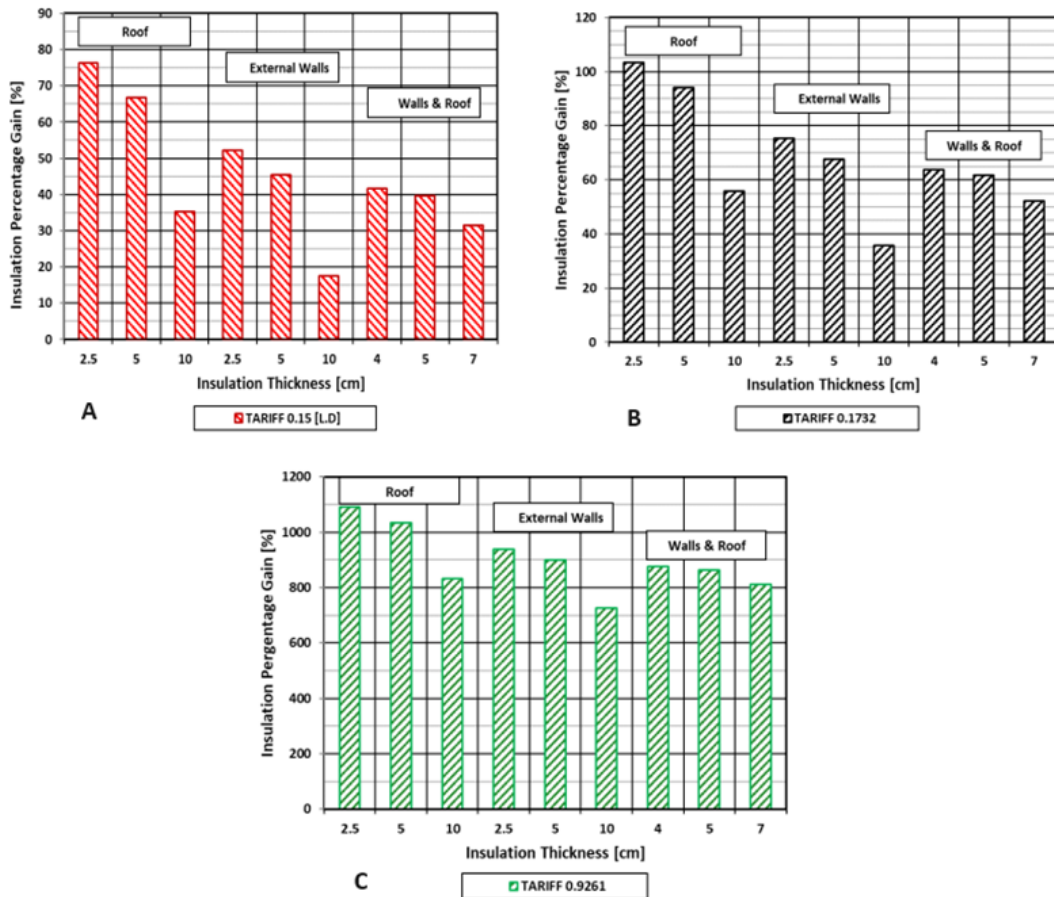 Insulation Percentage Gain [%]
90
80
70
60
50
40
30
20
10
0
Roof
External Walls
Walls & Roof
2.5 5 10 2.5 5 10 4 5 7
Insulation Thickness [cm]
A
TARIFF 0.15 [L.D]
Insulation Percentage Gain [%]
120
100
80
60
40
20
0
Roof
External Walls
Walls & Roof
2.5 5 10 2.5 5 10 4 5 7
Insulation Thickness [cm]
B
TARIFF 0.1732
Insulation Pergentage Gain [%]
1200
1000
800
600
400
200
0
Roof
External Walls
Walls & Roof
2.5 5 10 2.5 5 10 4 5 7
Insulation Thickness [cm]
C
TARIFF 0.9261